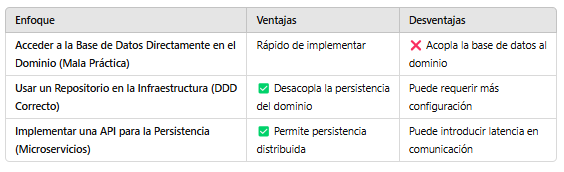 Enfoque Ventajas Desventajas
Acceder a la Base de Datos Directamente en el Rápido de implementar ❌ Acopla la base de datos al
Dominio (Mala Práctica) dominio
Usar un Repositorio en la Infraestructura (DDD ✅ Desacopla la persistencia Puede requerir más
Correcto) del dominio configuración
Implementar una API para la Persistencia ✅ Permite persistencia Puede introducir latencia en
(Microservicios) distribuida comunicación